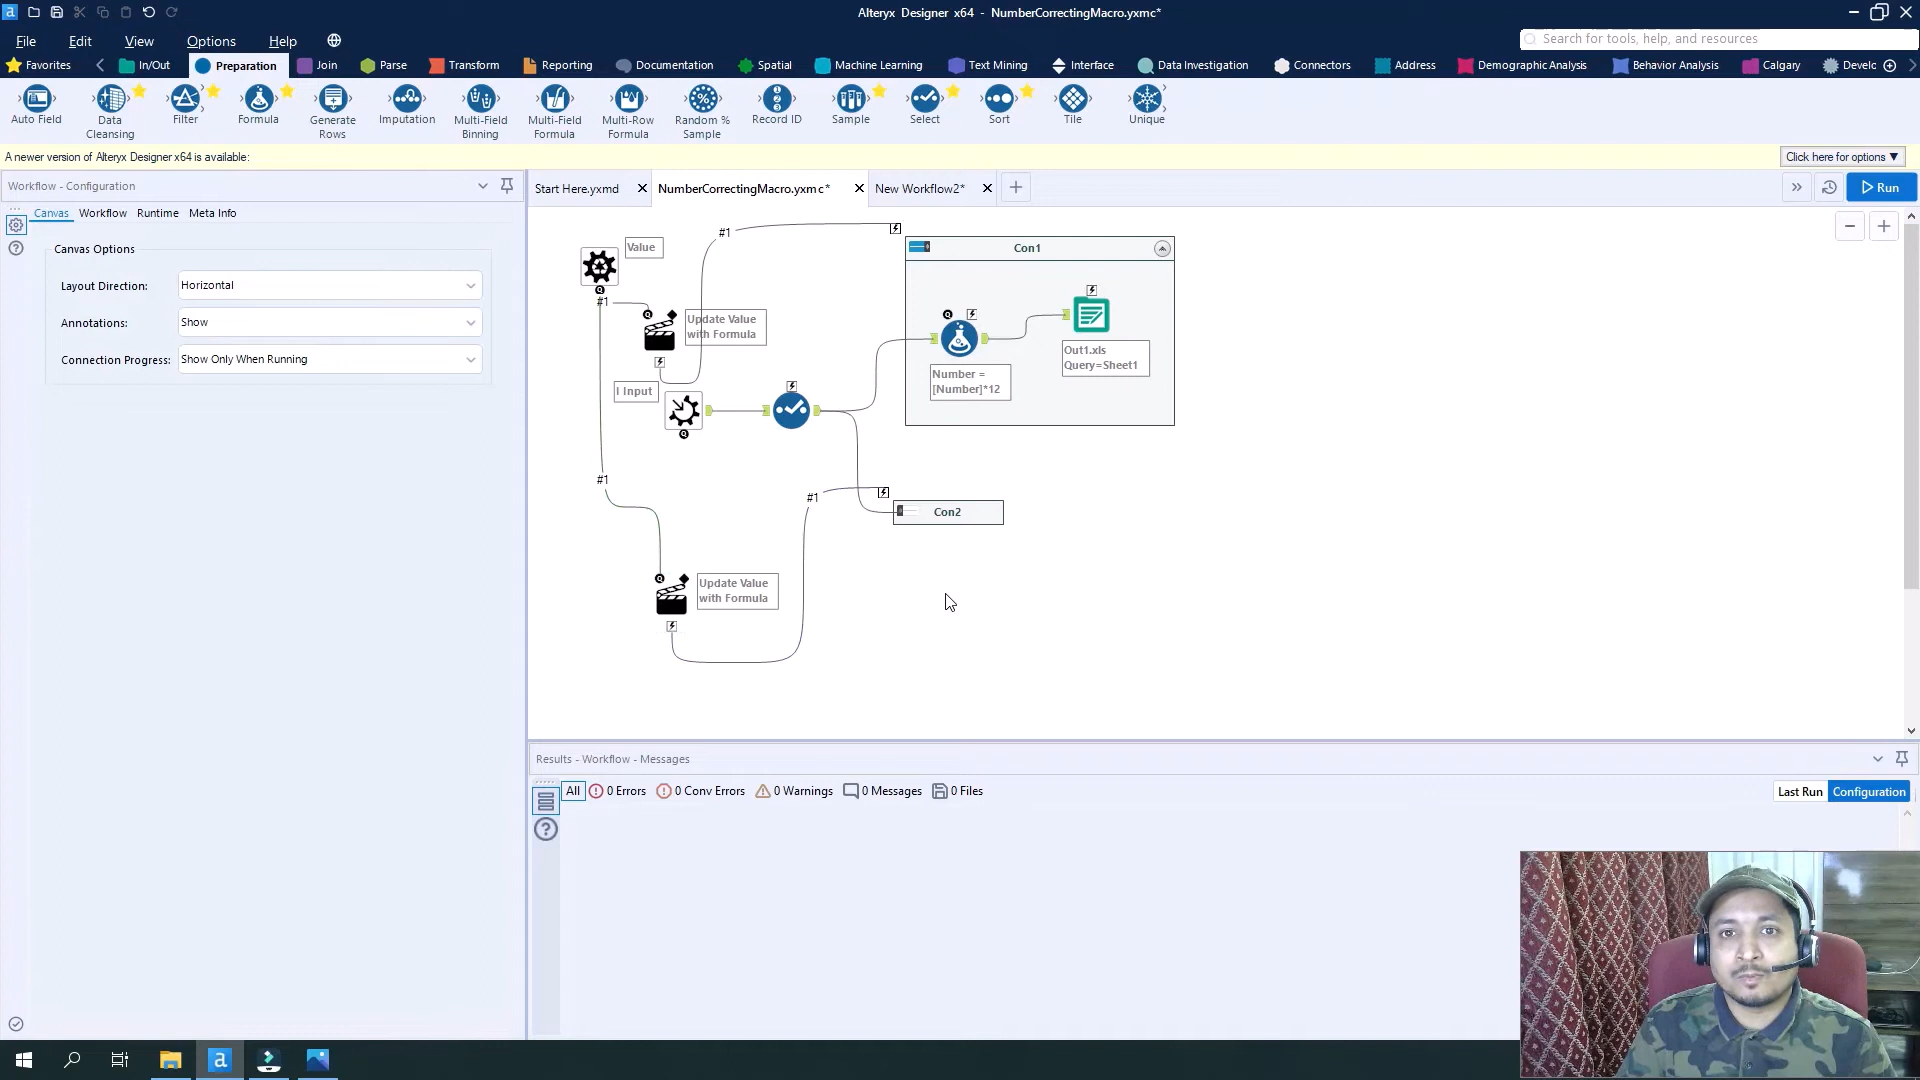 Alteryx Designer x64 - NumberCorrectingMacro.yxmc*
File Edit View Options Help
Search for tools, help, and resources
Favorites In/Out Preparation Join Parse Transform Reporting Documentation Spatial Machine Learning Text Mining Interface Data Investigation Connectors Address Demographic Analysis Behavior Analysis Calgary Develo
Auto Field
Data Cleansing
Filter
Formula
Generate Rows
Imputation
Multi-Field Binning
Multi-Field Formula
Multi-Row Formula
Random % Sample
Record ID
Sample
Select
Sort
Tile
Unique
A newer version of Alteryx Designer x64 is available:
Click here for options ▼
Workflow - Configuration
Canvas Workflow Runtime Meta Info
Canvas Options
Layout Direction: Horizontal
Annotations: Show
Connection Progress: Show Only When Running
Start Here.yxmd
NumberCorrectingMacro.yxmc*
New Workflow2*
Run
Value
#1
#1
Update Value
with Formula
I Input
Con1
Number =
[Number]*12
Out1.xls
Query=Sheet1
#1
#1
Con2
Update Value
with Formula
Results - Workflow - Messages
All 0 Errors 0 Conv Errors 0 Warnings 0 Messages 0 Files
Last Run Configuration